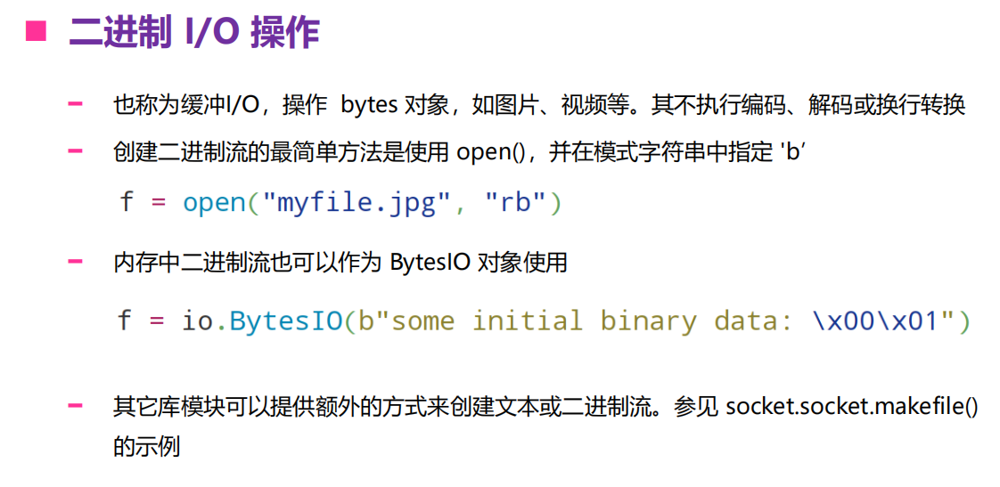 二进制 I/O 操作
也称为缓冲I/O，操作 bytes 对象，如图片、视频等。其不执行编码、解码或换行转换
创建二进制流的最简单方法是使用 open()，并在模式字符串中指定 'b’
f = open("myfile.jpg", "rb")
内存中二进制流也可以作为 BytesIO 对象使用
f = io.BytesIO(b"some initial binary data: \x00\x01")
其它库模块可以提供额外的方式来创建文本或二进制流。参见 socket.socket.makefile()
的示例